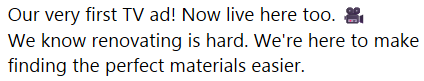 Our very first TV ad! Now live here too. 🎥
We know renovating is hard. We're here to make
finding the perfect materials easier.